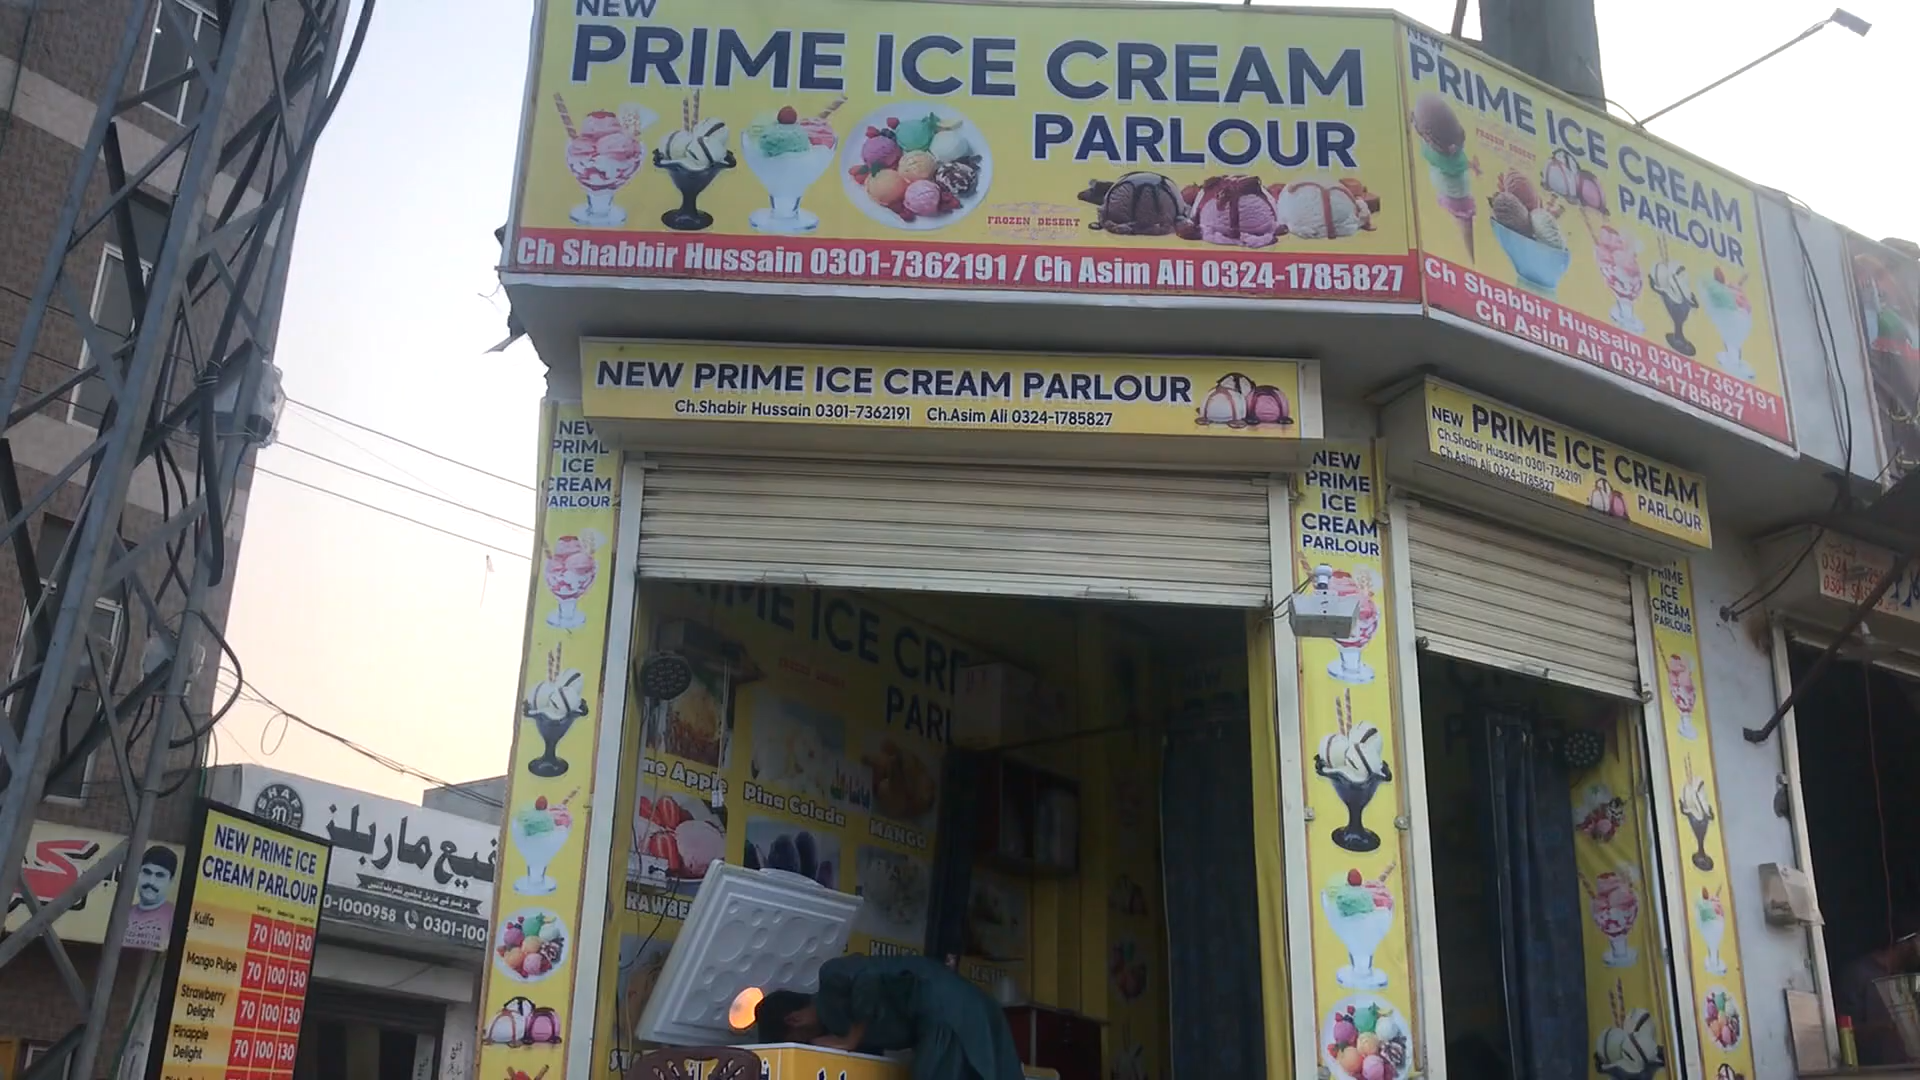 NEW
PRIME ICE CREAM
PARLOUR
FROZEN DESERT
Ch Shabbir Hussain 0301-7362191 / Ch Asim Ali 0324-1785827
NEW
PRIME ICE CREAM
PARLOUR
FROZEN DESERT
Ch Shabbir Hussain 0301-7362191
Ch Asim Ali 0324-1785827
NEW PRIME ICE CREAM PARLOUR
Ch.Shabir Hussain 0301-7362191 Ch.Asim Ali 0324-1785827
NEW PRIME ICE CREAM
PARLOUR
Ch.Shabir Hussain 0301-7362191
Ch.Asim Ali 0324-1785827
NEW
PRIME
ICE
CREAM
PARLOUR
NEW
PRIME
ICE
CREAM
PARLOUR
PRIME
ICE
CREAM
PARLOUR
ICE
Pina Colada
MANGO
SHAFI
شفیع ماربلز
0-1000958 0301-100
NEW PRIME ICE
CREAM PARLOUR
Kulfa 70 100 130
Mango Pulpe 70 100 130
Strawberry
Delight 70 100 130
Pinapple
Delight 70 100 130